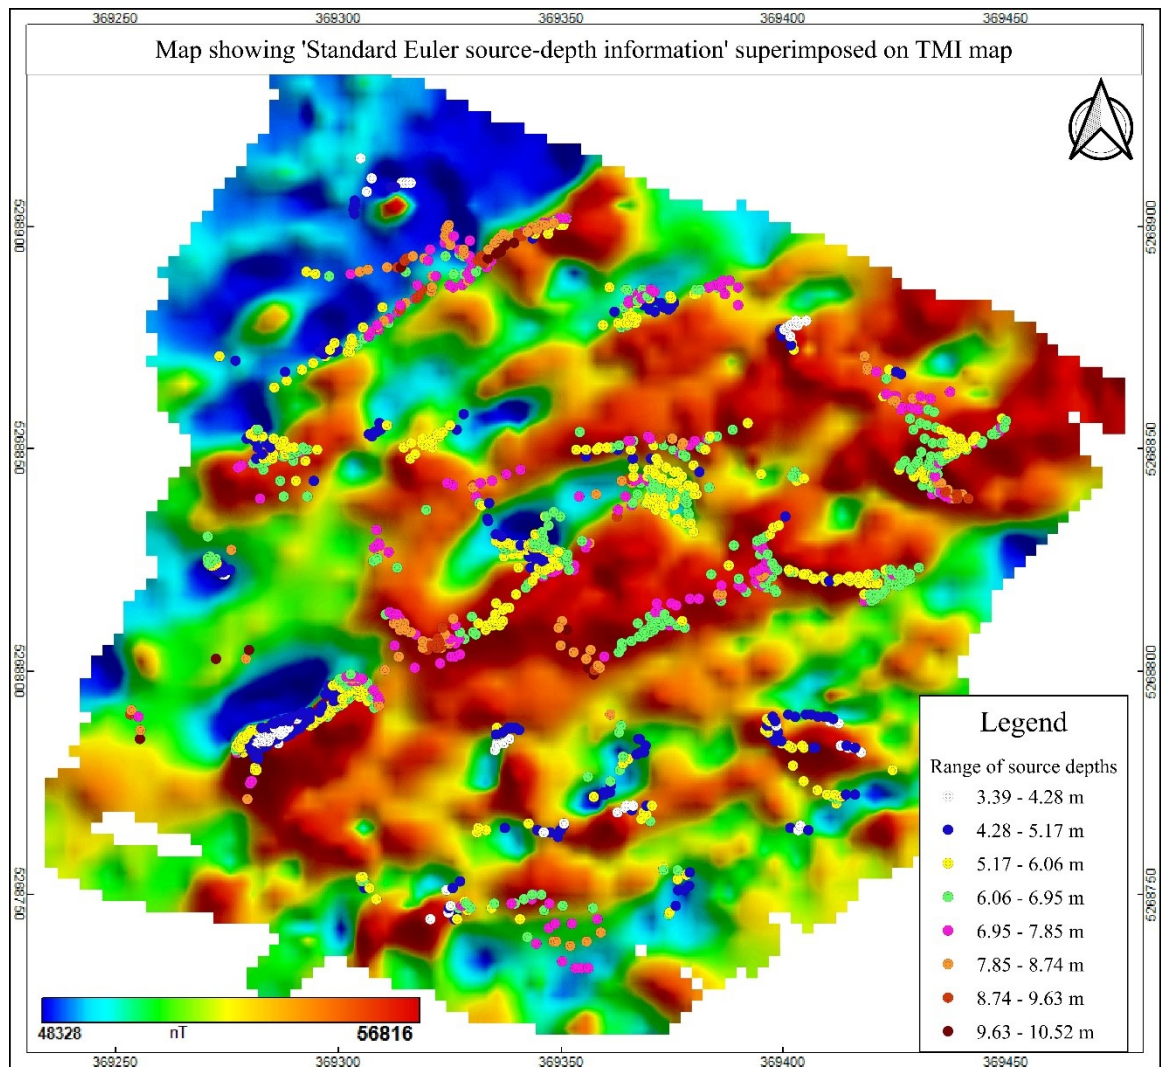 369250 369300 369350 369400 369450
Map showing 'Standard Euler source-depth information' superimposed on TMI map
5268900 5268900
5268850 5268850
5268800 5268800
Legend
Range of source depths
3.39 - 4.28 m
4.28 - 5.17 m
5.17 - 6.06 m
5268750 5268750
6.06 - 6.95 m
6.95 - 7.85 m
7.85 - 8.74 m
8.74 - 9.63 m
9.63 - 10.52 m
48328 nT 56816
369250 369300 369350 369400 369450